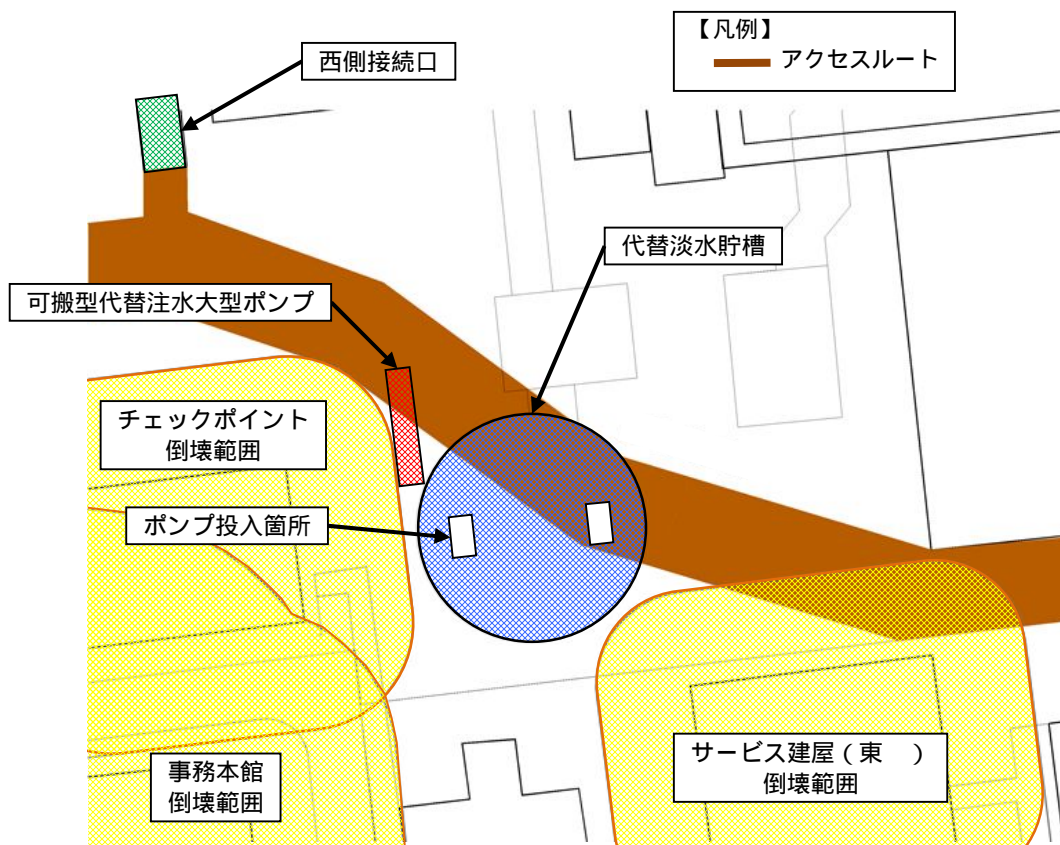 【凡例】
アクセスルート
西側接続口
代替淡水貯槽
可搬型代替注水大型ポンプ
チェックポイント
倒壊範囲
ポンプ投入箇所
事務本館
倒壊範囲
サービス建屋(東　)
倒壊範囲